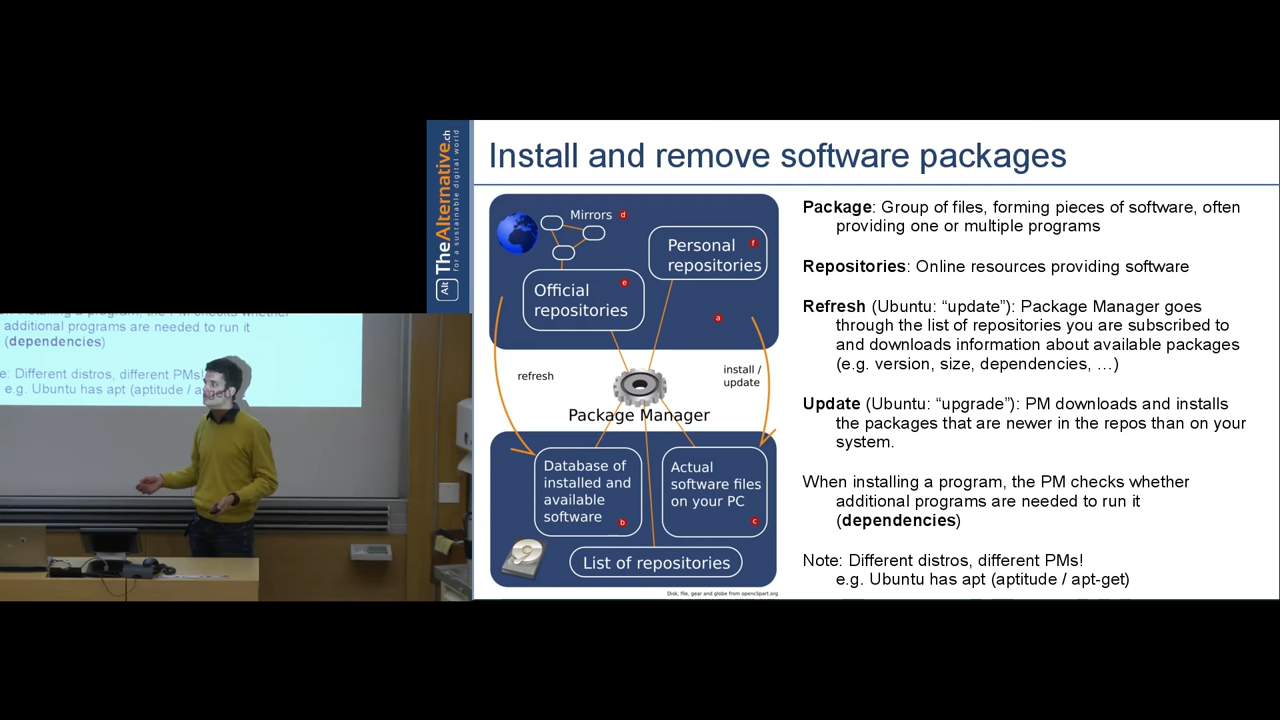 Install and remove software packages
Alt TheAlternative.ch
for a sustainable digital world
Mirrors d
Personal f
repositories
Official e
repositories
a
refresh
install /
update
Package Manager
Database of
installed and
available
software b
Actual
software files
on your PC
c
List of repositories
Disk, file, gear and globe from openclipart.org
Package: Group of files, forming pieces of software, often
providing one or multiple programs
Repositories: Online resources providing software
Refresh (Ubuntu: “update”): Package Manager goes
through the list of repositories you are subscribed to
and downloads information about available packages
(e.g. version, size, dependencies, …)
Update (Ubuntu: “upgrade”): PM downloads and installs
the packages that are newer in the repos than on your
system.
When installing a program, the PM checks whether
additional programs are needed to run it
(dependencies)
Note: Different distros, different PMs!
e.g. Ubuntu has apt (aptitude / apt-get)
additional programs are needed to run it
(dependencies)
e: Different distros, different PMs!
e.g. Ubuntu has apt (aptitude /